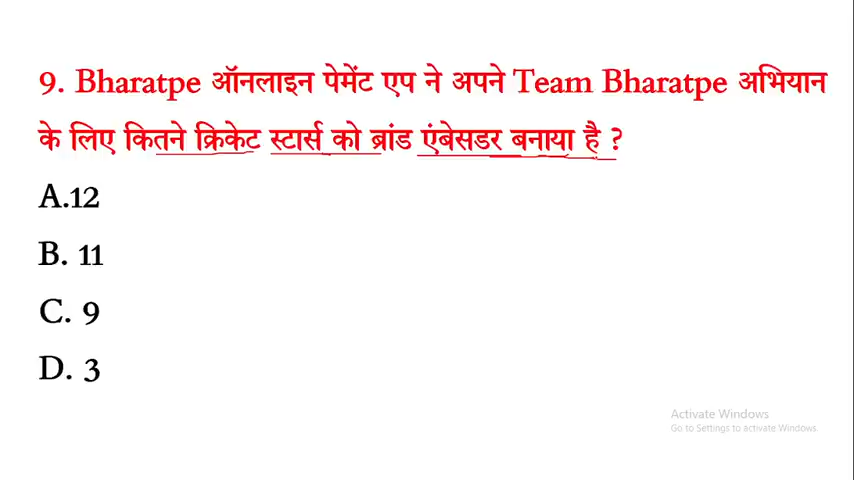 9. Bharatpe ऑनलाइन पेमेंट एप ने अपने Team Bharatpe अभियान
के लिए कितने क्रिकेट स्टार्स को ब्रांड एंबेसडर बनाया है ?
A.12
B. 11
C. 9
D. 3
Activate Windows
Go to Settings to activate Windows